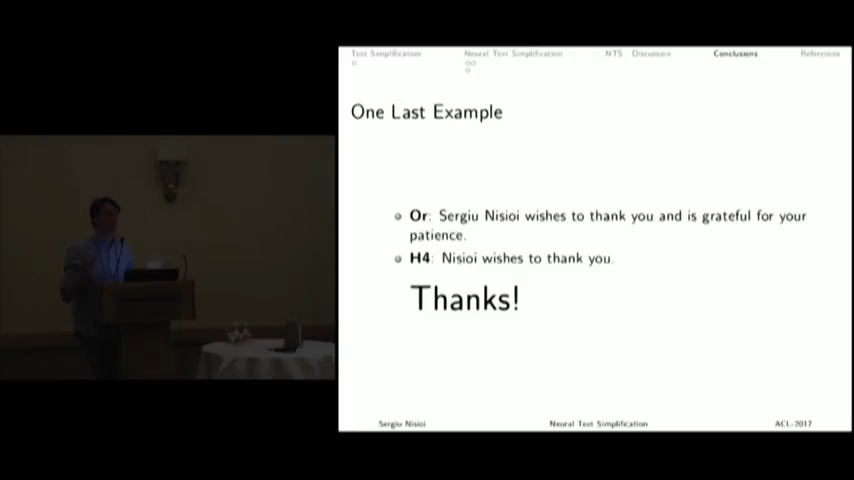 Text Simplification Neural Text Simplification NTS Discussion Conclusions References
One Last Example
Or: Sergiu Nisioi wishes to thank you and is grateful for your
patience.
H4: Nisioi wishes to thank you.
Thanks!
Sergiu Nisioi Neural Text Simplification ACL-2017